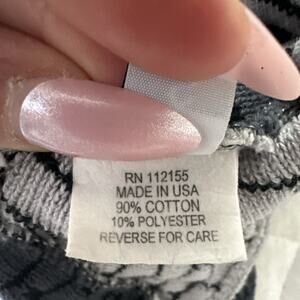 RN 112155
MADE IN USA
90% COTTON
10% POLYESTER
REVERSE FOR CARE